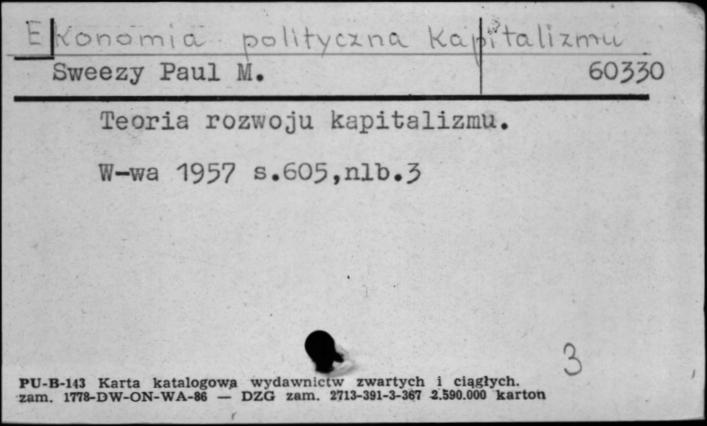 Ekonomia polityczna kapitalizmu
Sweezy Paul M. 60330
Teoria rozwoju kapitalizmu.
W-wa 1957 s.605,nlb.3
3
PU-B-143 Karta katalogowa wydawnictw zwartych i ciągłych.
zam. 1778-DW-ON-WA-86 — DZG zam. 2713-391-3-367 2.590.000 karton